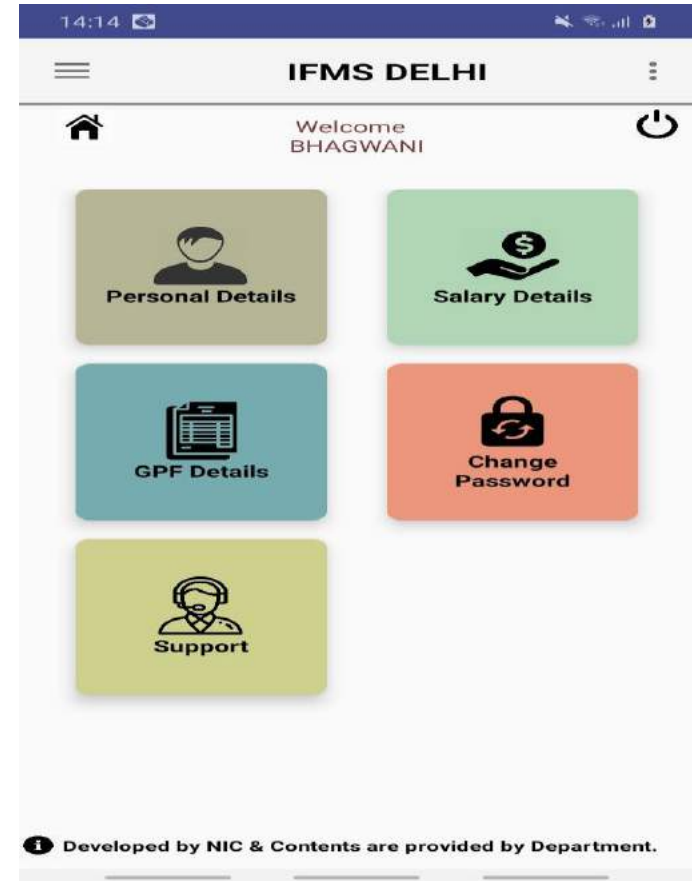 14:14
IFMS DELHI
Welcome
BHAGWANI
Personal Details
Salary Details
GPF Details
Change
Password
Support
Developed by NIC & Contents are provided by Department.